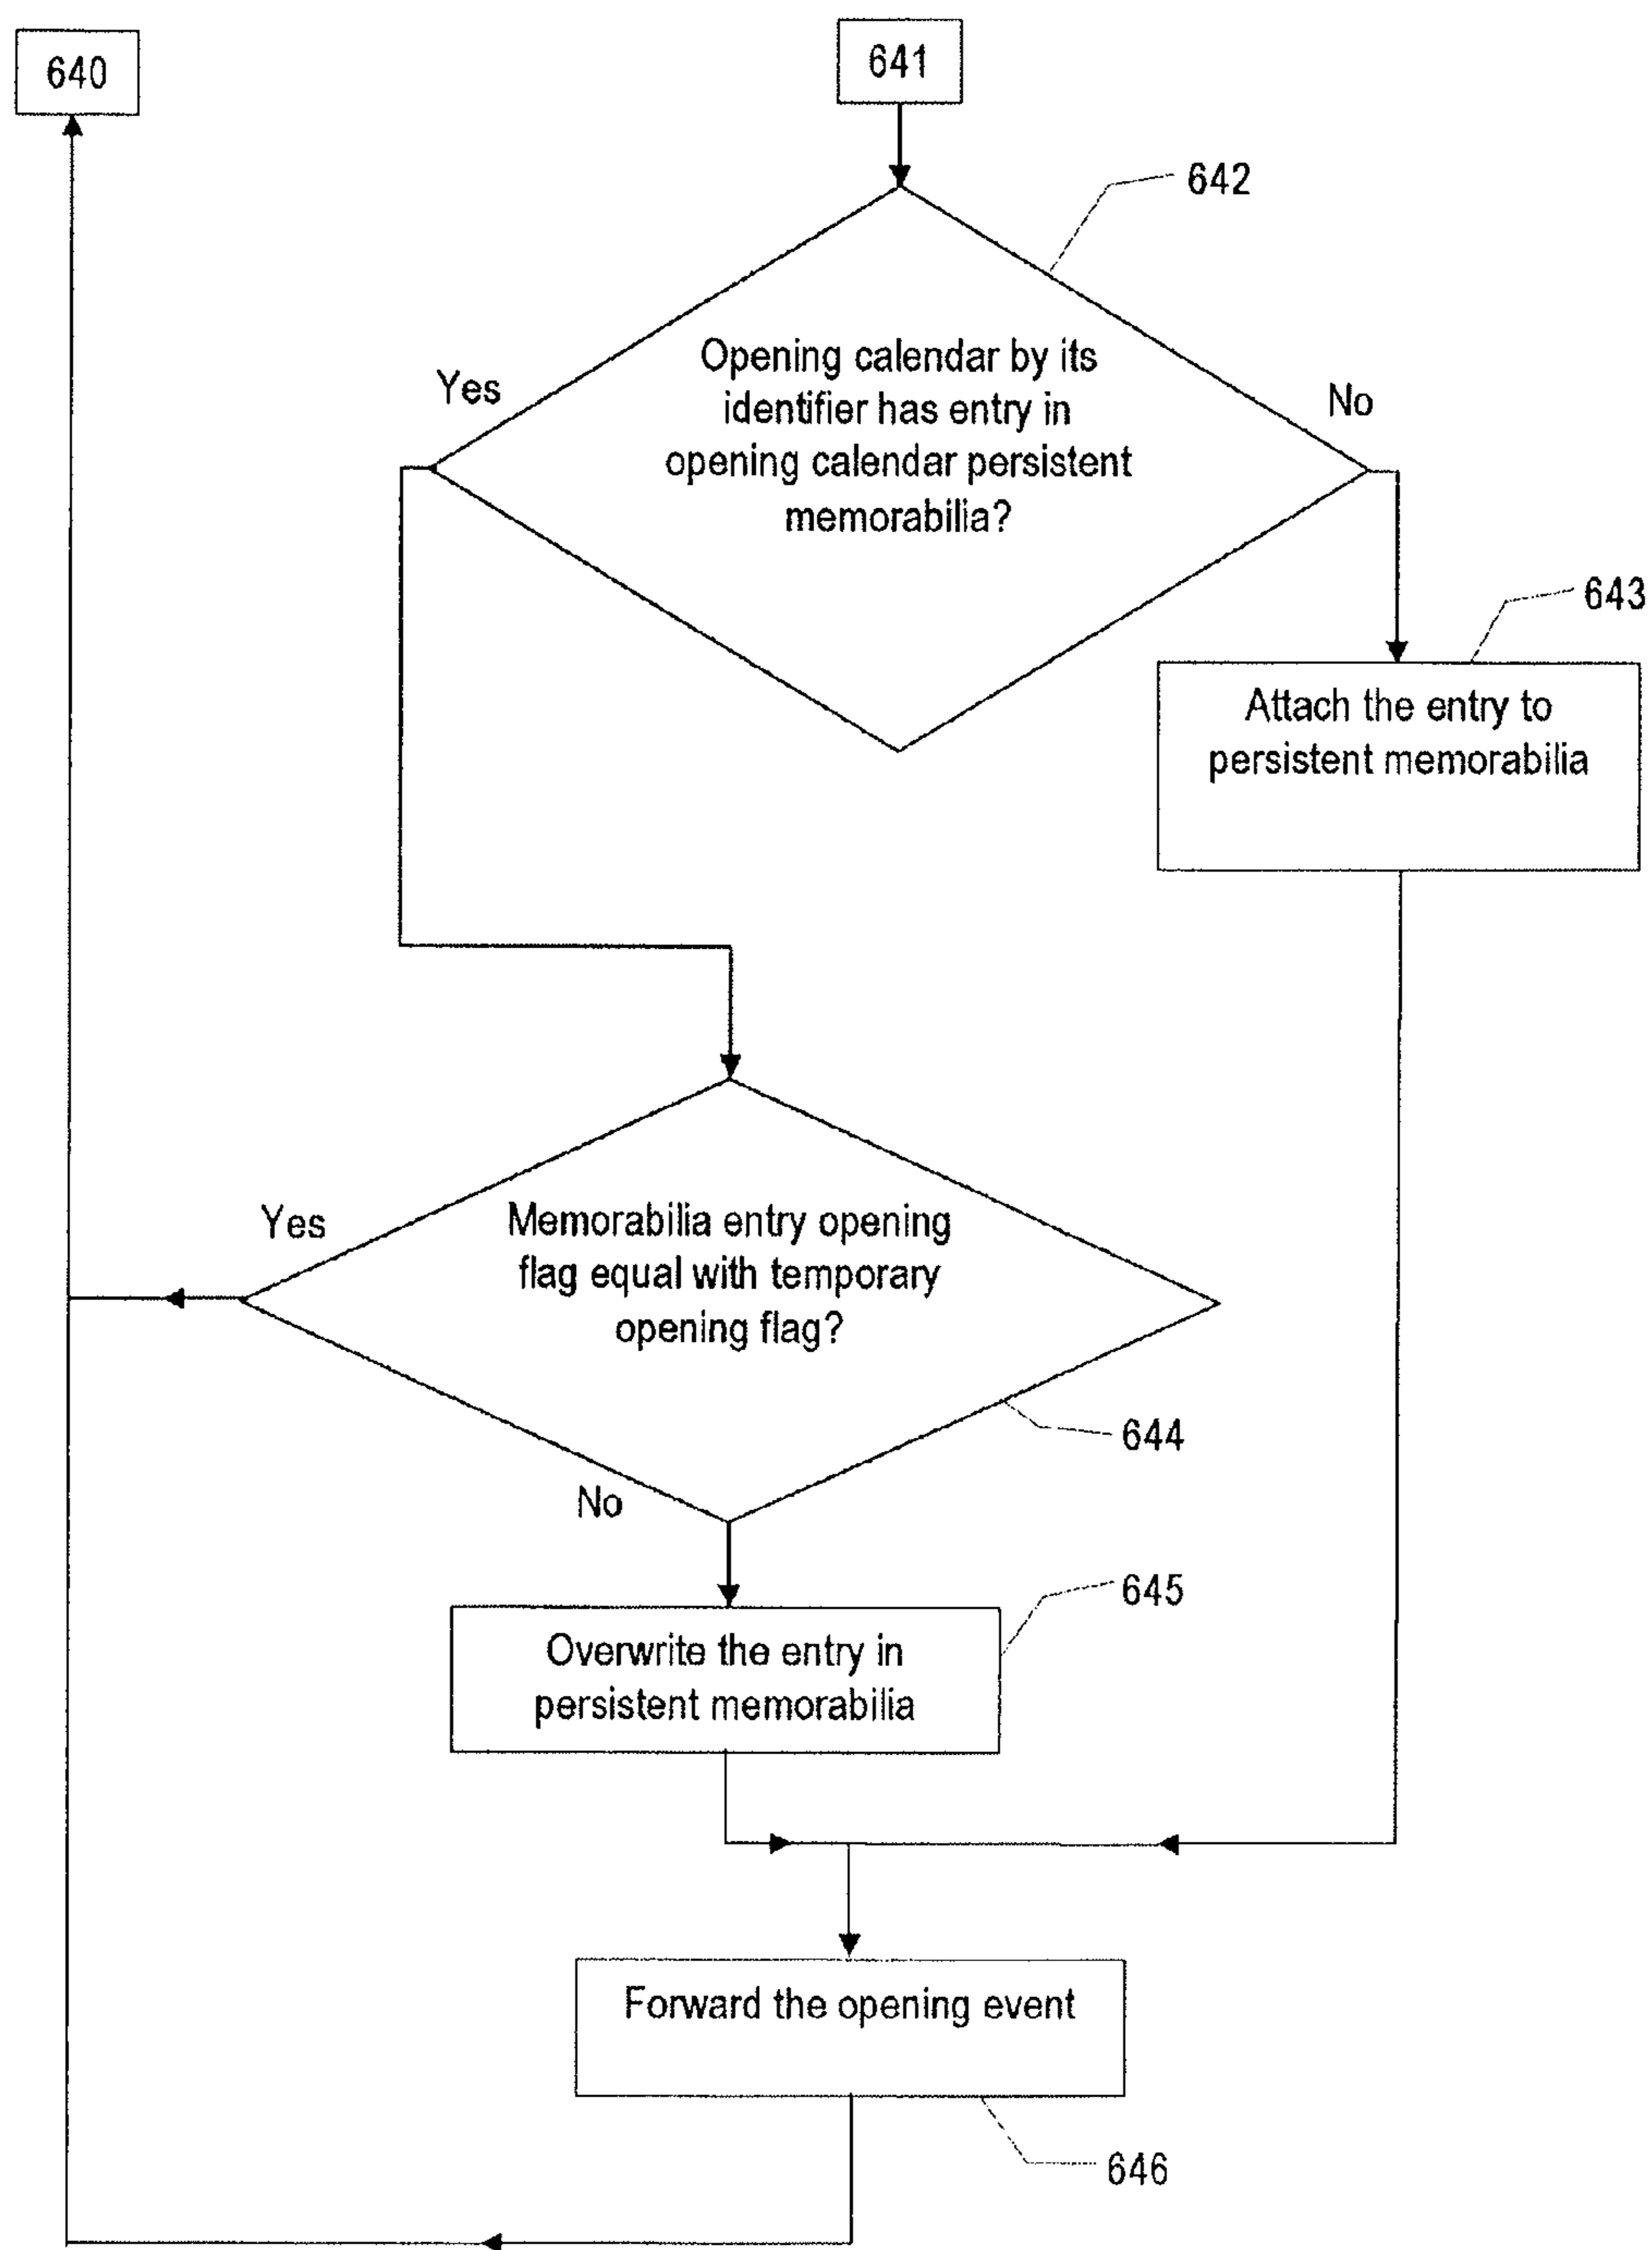 640
641
642
Opening calendar by its
identifier has entry in
opening calendar persistent
memorabilia?
Yes
No
643
Attach the entry to
persistent memorabilia
Yes
Memorabilia entry opening
flag equal with temporary
opening flag?
644
No
645
Overwrite the entry in
persistent memorabilia
Forward the opening event
646